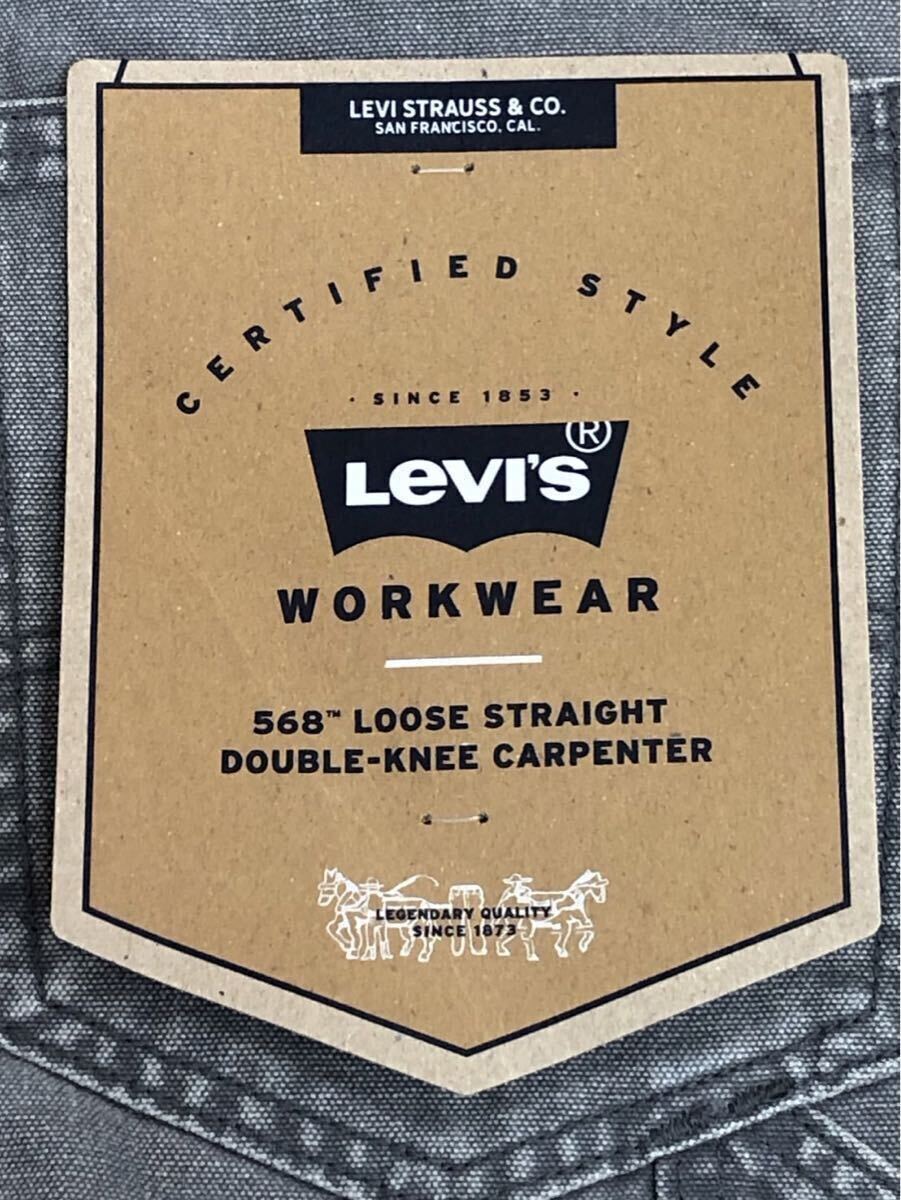 LEVI STRAUSS & CO.
SAN FRANCISCO, CAL.
CERTIFIED STYLE
· SINCE 1853 ·
LEVI'S®
WORKWEAR
568™ LOOSE STRAIGHT
DOUBLE-KNEE CARPENTER
LEGENDARY QUALITY
SINCE 1873